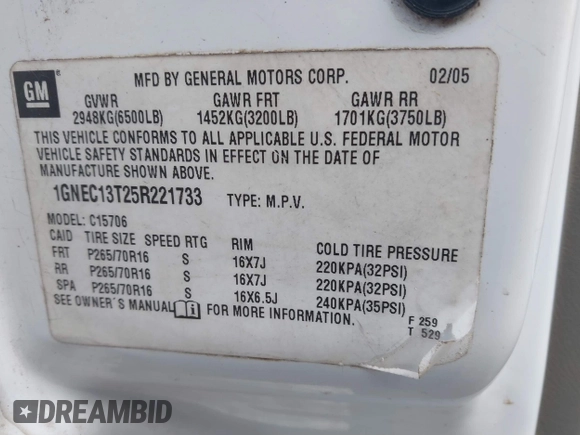 GM
MFD BY GENERAL MOTORS CORP. 02/05
GVWR GAWR FRT GAWR RR
2948KG(6500LB) 1452KG(3200LB) 1701KG(3750LB)
THIS VEHICLE CONFORMS TO ALL APPLICABLE U.S. FEDERAL MOTOR
VEHICLE SAFETY STANDARDS IN EFFECT ON THE DATE OF
MANUFACTURE SHOWN ABOVE.
1GNEC13T25R221733 TYPE: M.P.V.
MODEL: C15706
CAID TIRE SIZE SPEED RTG RIM COLD TIRE PRESSURE
FRT P265/70R16 S 16X7J 220KPA(32PSI)
RR P265/70R16 S 16X7J 220KPA(32PSI)
SPA P265/70R16 S 16X6.5J 240KPA(35PSI)
SEE OWNER'S MANUAL FOR MORE INFORMATION.
F 259
T 529
DREAMBID